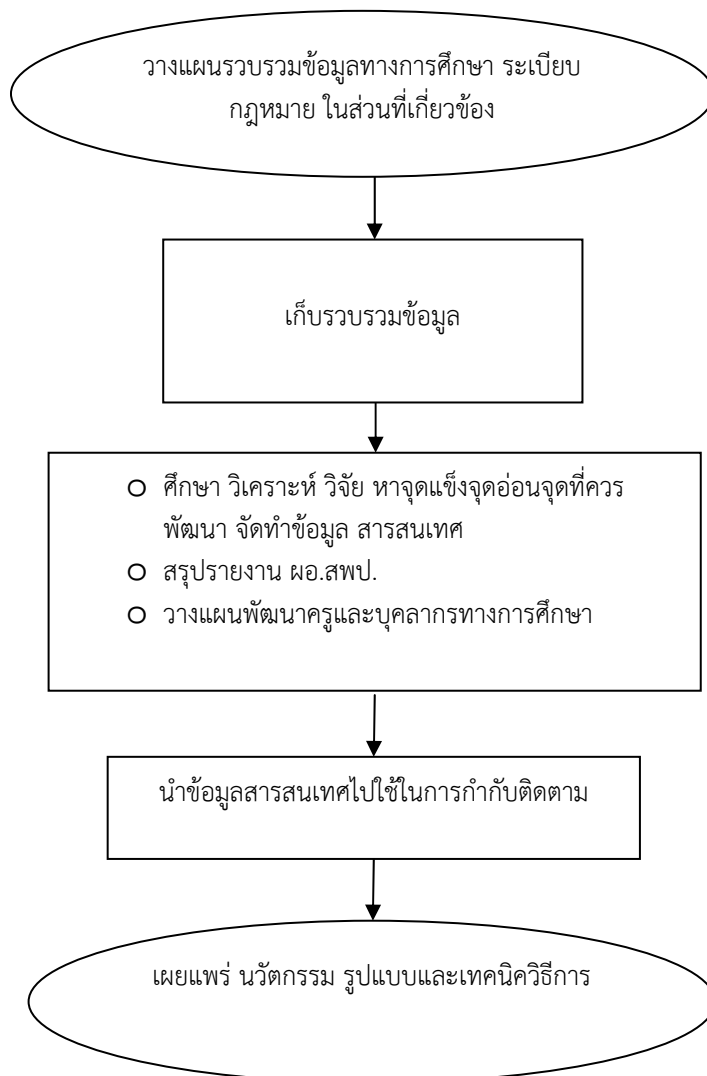 วางแผนรวบรวมข้อมูลทางการศึกษา ระเบียบ
กฎหมาย ในส่วนที่เกี่ยวข้อง
เก็บรวบรวมข้อมูล
o ศึกษา วิเคราะห์ วิจัย หาจุดแข็งจุดอ่อนจุดที่ควร
พัฒนา จัดทำข้อมูล สารสนเทศ
o สรุปรายงาน ผอ.สพป.
o วางแผนพัฒนาครูและบุคลากรทางการศึกษา
นำข้อมูลสารสนเทศไปใช้ในการกำกับติดตาม
เผยแพร่ นวัตกรรม รูปแบบและเทคนิควิธีการ